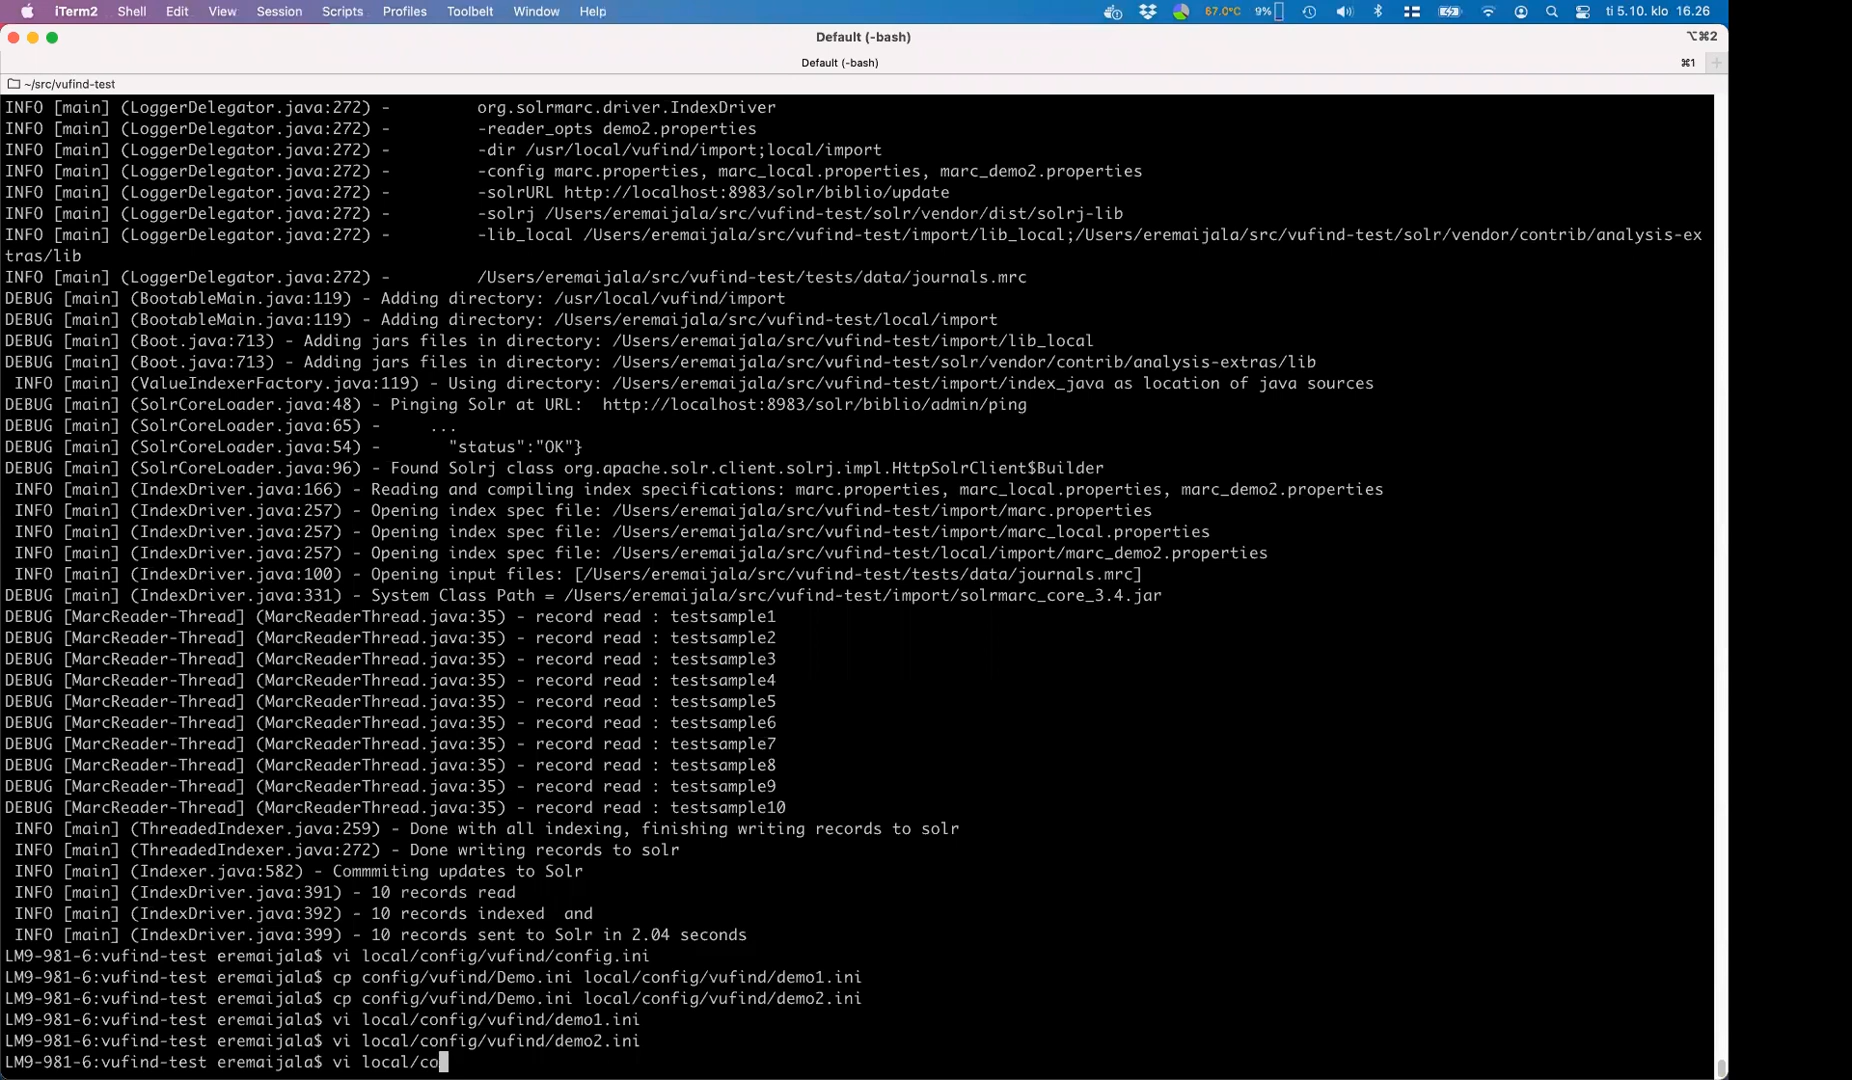 iTerm2 Shell Edit View Session Scripts Profiles Toolbelt Window Help 67.0°C 9% ti 5.10. klo 16.26
Default (-bash) ⌥⌘2
Default (-bash) ⌘1
~/src/vufind-test
INFO [main] (LoggerDelegator.java:272) - org.solrmarc.driver.IndexDriver
INFO [main] (LoggerDelegator.java:272) - -reader_opts demo2.properties
INFO [main] (LoggerDelegator.java:272) - -dir /usr/local/vufind/import;local/import
INFO [main] (LoggerDelegator.java:272) - -config marc.properties, marc_local.properties, marc_demo2.properties
INFO [main] (LoggerDelegator.java:272) - -solrURL http://localhost:8983/solr/biblio/update
INFO [main] (LoggerDelegator.java:272) - -solrj /Users/eremaijala/src/vufind-test/solr/vendor/dist/solrj-lib
INFO [main] (LoggerDelegator.java:272) - -lib_local /Users/eremaijala/src/vufind-test/import/lib_local;/Users/eremaijala/src/vufind-test/solr/vendor/contrib/analysis-ex
tras/lib
INFO [main] (LoggerDelegator.java:272) - /Users/eremaijala/src/vufind-test/tests/data/journals.mrc
DEBUG [main] (BootableMain.java:119) - Adding directory: /usr/local/vufind/import
DEBUG [main] (BootableMain.java:119) - Adding directory: /Users/eremaijala/src/vufind-test/local/import
DEBUG [main] (Boot.java:713) - Adding jars files in directory: /Users/eremaijala/src/vufind-test/import/lib_local
DEBUG [main] (Boot.java:713) - Adding jars files in directory: /Users/eremaijala/src/vufind-test/solr/vendor/contrib/analysis-extras/lib
INFO [main] (ValueIndexerFactory.java:119) - Using directory: /Users/eremaijala/src/vufind-test/import/index_java as location of java sources
DEBUG [main] (SolrCoreLoader.java:48) - Pinging Solr at URL: http://localhost:8983/solr/biblio/admin/ping
DEBUG [main] (SolrCoreLoader.java:65) - ...
DEBUG [main] (SolrCoreLoader.java:54) - "status":"OK"}
DEBUG [main] (SolrCoreLoader.java:96) - Found Solrj class org.apache.solr.client.solrj.impl.HttpSolrClient$Builder
INFO [main] (IndexDriver.java:166) - Reading and compiling index specifications: marc.properties, marc_local.properties, marc_demo2.properties
INFO [main] (IndexDriver.java:257) - Opening index spec file: /Users/eremaijala/src/vufind-test/import/marc.properties
INFO [main] (IndexDriver.java:257) - Opening index spec file: /Users/eremaijala/src/vufind-test/import/marc_local.properties
INFO [main] (IndexDriver.java:257) - Opening index spec file: /Users/eremaijala/src/vufind-test/local/import/marc_demo2.properties
INFO [main] (IndexDriver.java:100) - Opening input files: [/Users/eremaijala/src/vufind-test/tests/data/journals.mrc]
DEBUG [main] (IndexDriver.java:331) - System Class Path = /Users/eremaijala/src/vufind-test/import/solrmarc_core_3.4.jar
DEBUG [MarcReader-Thread] (MarcReaderThread.java:35) - record read : testsample1
DEBUG [MarcReader-Thread] (MarcReaderThread.java:35) - record read : testsample2
DEBUG [MarcReader-Thread] (MarcReaderThread.java:35) - record read : testsample3
DEBUG [MarcReader-Thread] (MarcReaderThread.java:35) - record read : testsample4
DEBUG [MarcReader-Thread] (MarcReaderThread.java:35) - record read : testsample5
DEBUG [MarcReader-Thread] (MarcReaderThread.java:35) - record read : testsample6
DEBUG [MarcReader-Thread] (MarcReaderThread.java:35) - record read : testsample7
DEBUG [MarcReader-Thread] (MarcReaderThread.java:35) - record read : testsample8
DEBUG [MarcReader-Thread] (MarcReaderThread.java:35) - record read : testsample9
DEBUG [MarcReader-Thread] (MarcReaderThread.java:35) - record read : testsample10
INFO [main] (ThreadedIndexer.java:259) - Done with all indexing, finishing writing records to solr
INFO [main] (ThreadedIndexer.java:272) - Done writing records to solr
INFO [main] (Indexer.java:582) - Commmiting updates to Solr
INFO [main] (IndexDriver.java:391) - 10 records read
INFO [main] (IndexDriver.java:392) - 10 records indexed and
INFO [main] (IndexDriver.java:399) - 10 records sent to Solr in 2.04 seconds
LM9-981-6:vufind-test eremaijala$ vi local/config/vufind/config.ini
LM9-981-6:vufind-test eremaijala$ cp config/vufind/Demo.ini local/config/vufind/demo1.ini
LM9-981-6:vufind-test eremaijala$ cp config/vufind/Demo.ini local/config/vufind/demo2.ini
LM9-981-6:vufind-test eremaijala$ vi local/config/vufind/demo1.ini
LM9-981-6:vufind-test eremaijala$ vi local/config/vufind/demo2.ini
LM9-981-6:vufind-test eremaijala$ vi local/co